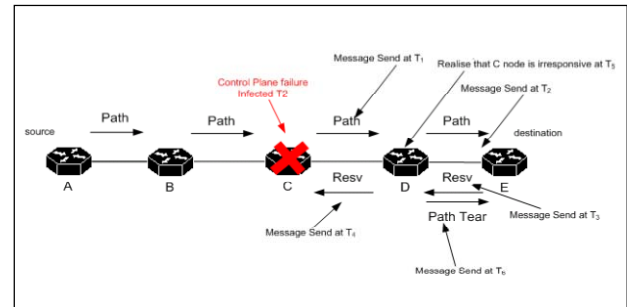 Message Send at T1
Realise that C node is irresponsive at T5
Control Plane failure
Infected T2
Message Send at T2
Path
Path
Path
Path
source
destination
Resv
Resv
A
B
C
D
E
Path Tear
Message Send at T3
Message Send at T4
Message Send at T6